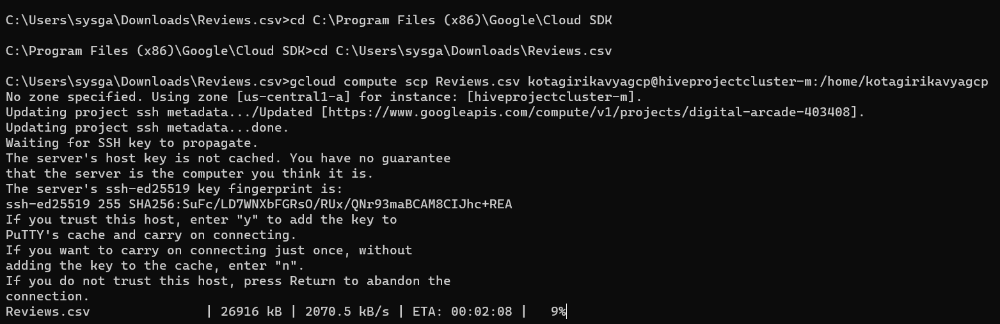 C:\Users\sysga\Downloads\Reviews.csv>cd C:\Program Files (x86)\Google\Cloud SDK
C:\Program Files (x86)\Google\Cloud SDK>cd C:\Users\sysga\Downloads\Reviews.csv
C:\Users\sysga\Downloads\Reviews.csv>gcloud compute scp Reviews.csv kotagirikavyagcp@hiveprojectcluster-m:/home/kotagirikavyagcp
No zone specified. Using zone [us-central1-a] for instance: [hiveprojectcluster-m].
Updating project ssh metadata.../Updated [https://www.googleapis.com/compute/v1/projects/digital-arcade-403408].
Updating project ssh metadata...done.
Waiting for SSH key to propagate.
The server's host key is not cached. You have no guarantee
that the server is the computer you think it is.
The server's ssh-ed25519 key fingerprint is:
ssh-ed25519 255 SHA256:SuFc/LD7WNXbFGRsO/RUx/QNr93maBCAM8CIJhc+REA
If you trust this host, enter "y" to add the key to
PuTTY's cache and carry on connecting.
If you want to carry on connecting just once, without
adding the key to the cache, enter "n".
If you do not trust this host, press Return to abandon the
connection.
Reviews.csv | 26916 kB | 2070.5 kB/s | ETA: 00:02:08 | 9%